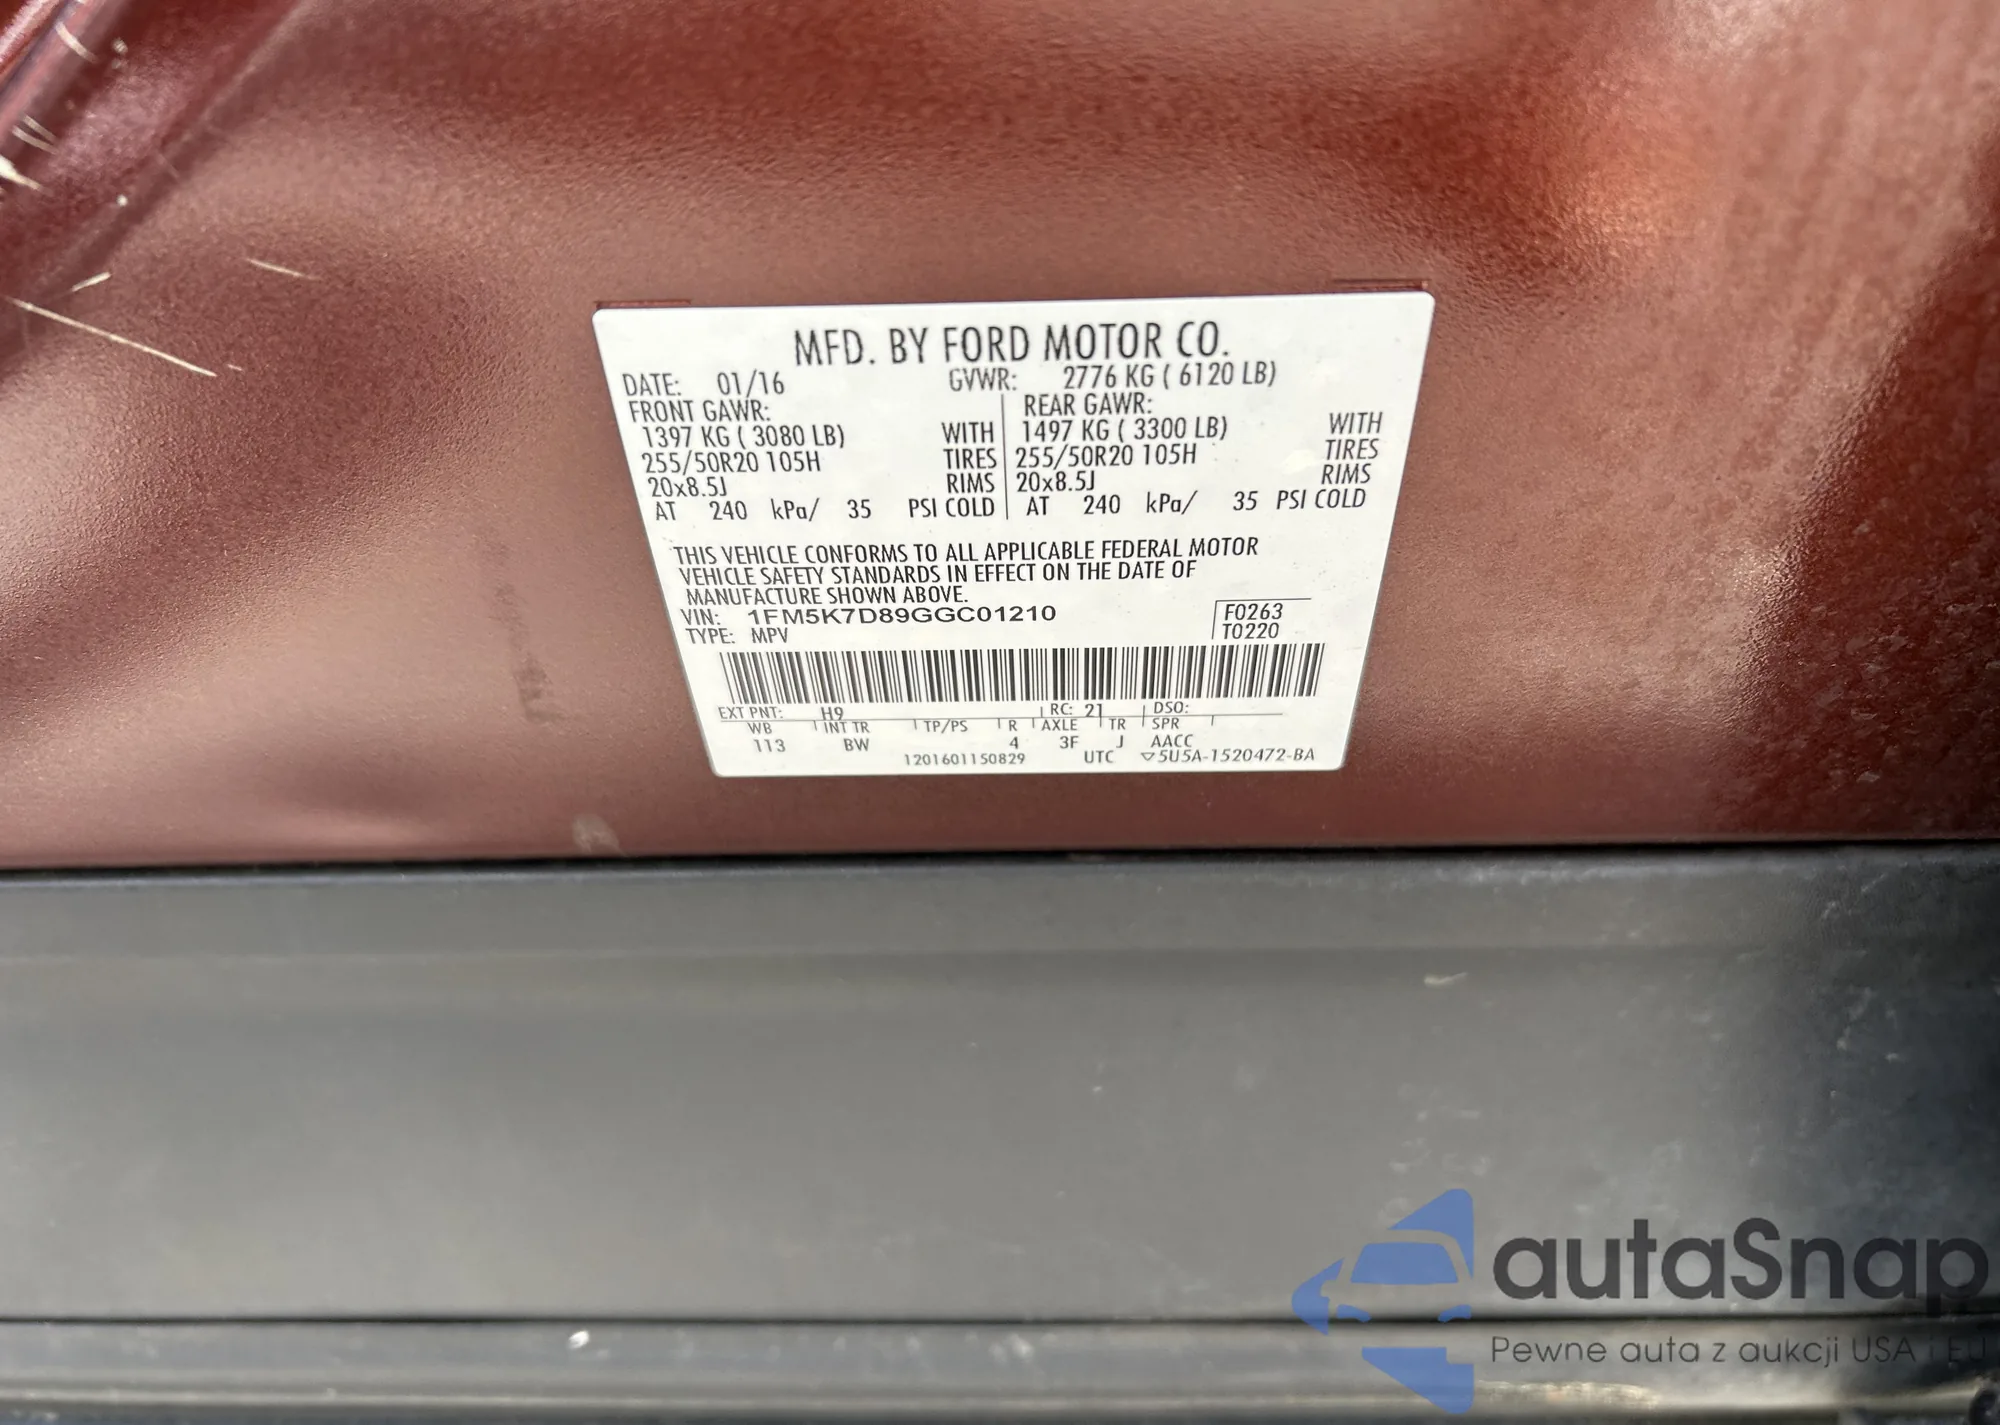 MFD. BY FORD MOTOR CO.
DATE: 01/16 GVWR: 2776 KG ( 6120 LB)
FRONT GAWR: REAR GAWR:
1397 KG ( 3080 LB) WITH 1497 KG ( 3300 LB) WITH
255/50R20 105H TIRES 255/50R20 105H TIRES
20x8.5J RIMS 20x8.5J RIMS
AT 240 kPa/ 35 PSI COLD AT 240 kPa/ 35 PSI COLD
THIS VEHICLE CONFORMS TO ALL APPLICABLE FEDERAL MOTOR
VEHICLE SAFETY STANDARDS IN EFFECT ON THE DATE OF
MANUFACTURE SHOWN ABOVE.
VIN: 1FM5K7D89GGC01210 F0263
TYPE: MPV T0220
EXT PNT: H9 RC: 21 DSO:
WB INT TR TP/PS R AXLE TR SPR
113 BW 4 3F J AACC
1201601150829 UTC ▽5U5A-1520472-BA
autaSnap
Pewne auta z aukcji USA i EU